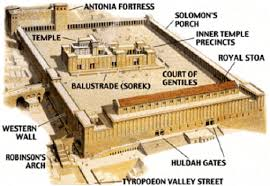 ANTONIA FORTRESS
SOLOMON'S
PORCH
TEMPLE
INNER TEMPLE
PRECINCTS
ROYAL STOA
COURT OF
GENTILES
BALUSTRADE (SOREK)
WESTERN
WALL
ROBINSON'S
ARCH
HULDAH GATES
TYROPOEON VALLEY STREET